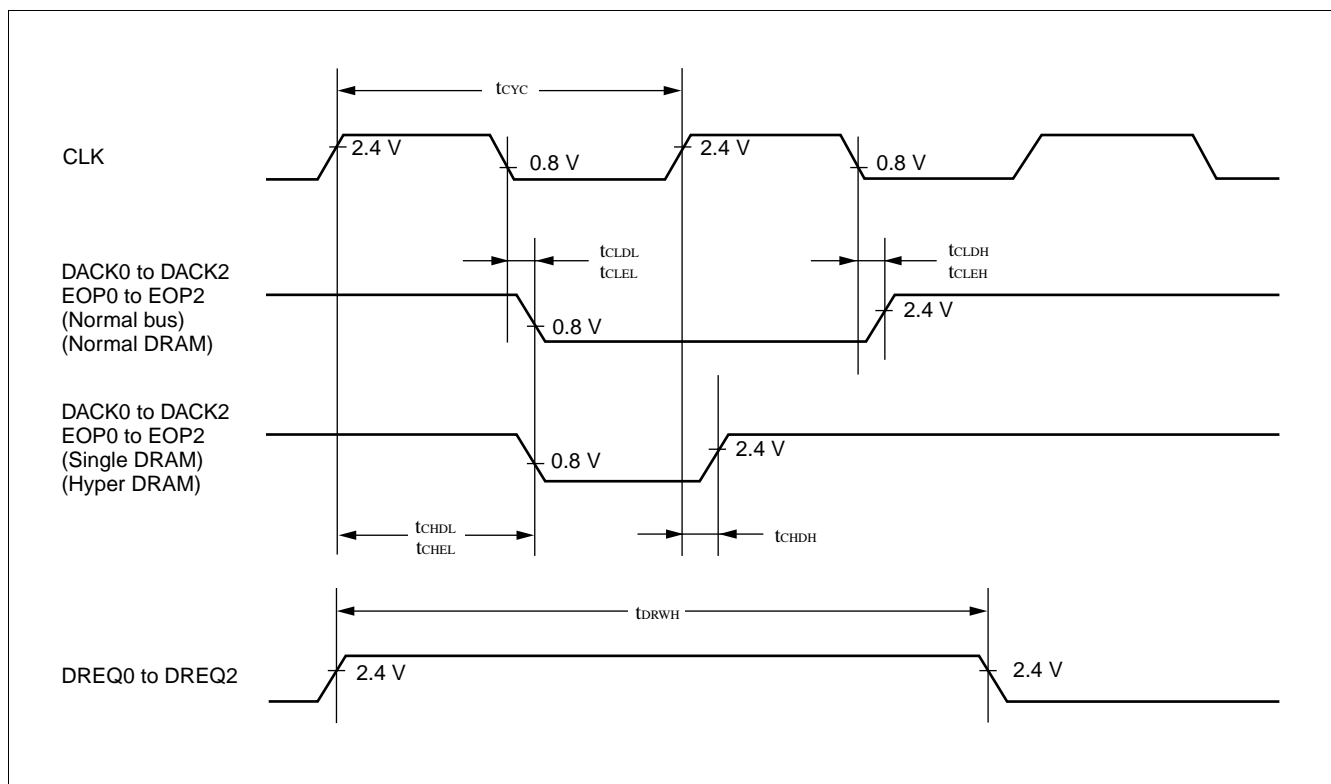 tCYC
CLK
2.4 V
0.8 V
2.4 V
0.8 V
DACK0 to DACK2
EOP0 to EOP2
(Normal bus)
(Normal DRAM)
tCLDL
tCLEL
tCLDH
tCLEH
0.8 V
2.4 V
DACK0 to DACK2
EOP0 to EOP2
(Single DRAM)
(Hyper DRAM)
0.8 V
2.4 V
tCHDL
tCHEL
tCHDH
tDRWH
DREQ0 to DREQ2
2.4 V
2.4 V